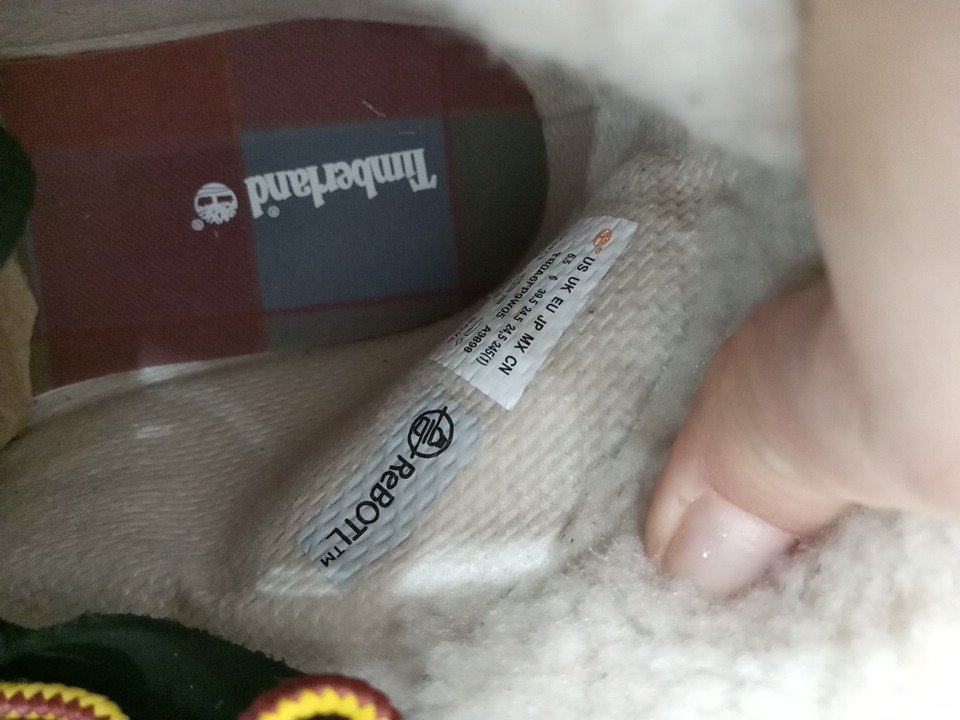 Timberland®
US UK EU JP MX CN
6.5 6 39.5 24.5 24.5 245(1)
A9898
ReBOTL™